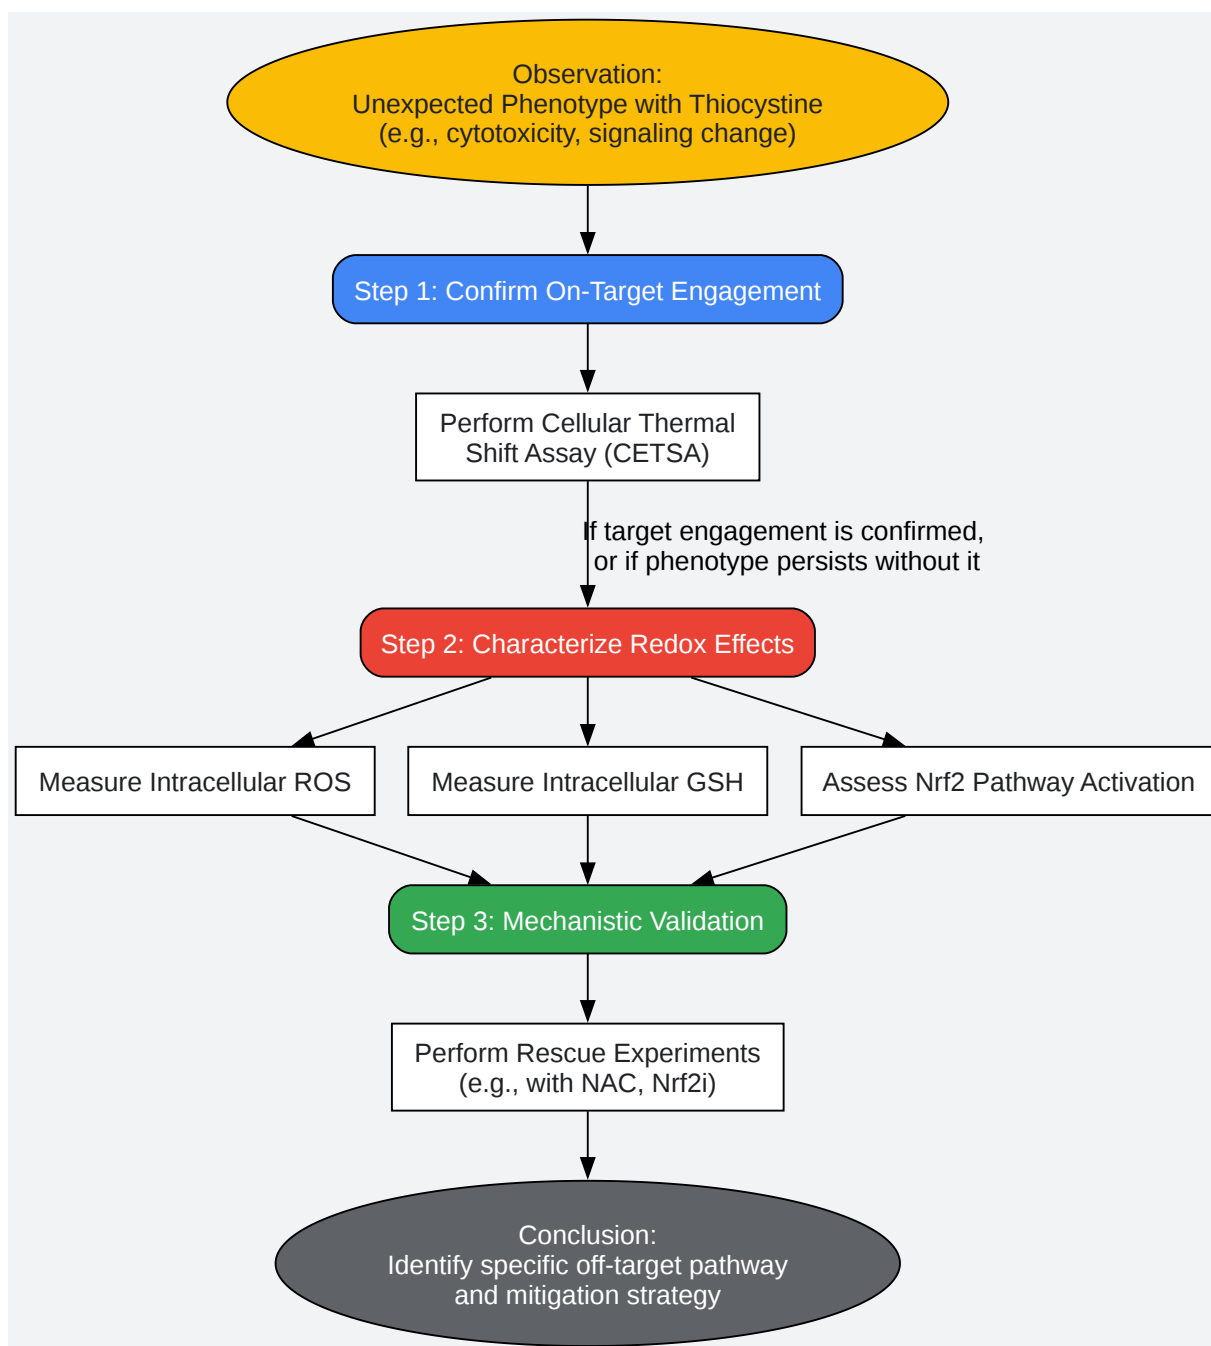 Observation:
Unexpected Phenotype with Thiocystine
(e.g., cytotoxicity, signaling change)
Step 1: Confirm On-Target Engagement
Perform Cellular Thermal
Shift Assay (CETSA)
If target engagement is confirmed,
or if phenotype persists without it
Step 2: Characterize Redox Effects
Measure Intracellular ROS
Measure Intracellular GSH
Assess Nrf2 Pathway Activation
Step 3: Mechanistic Validation
Perform Rescue Experiments
(e.g., with NAC, Nrf2i)
Conclusion:
Identify specific off-target pathway
and mitigation strategy